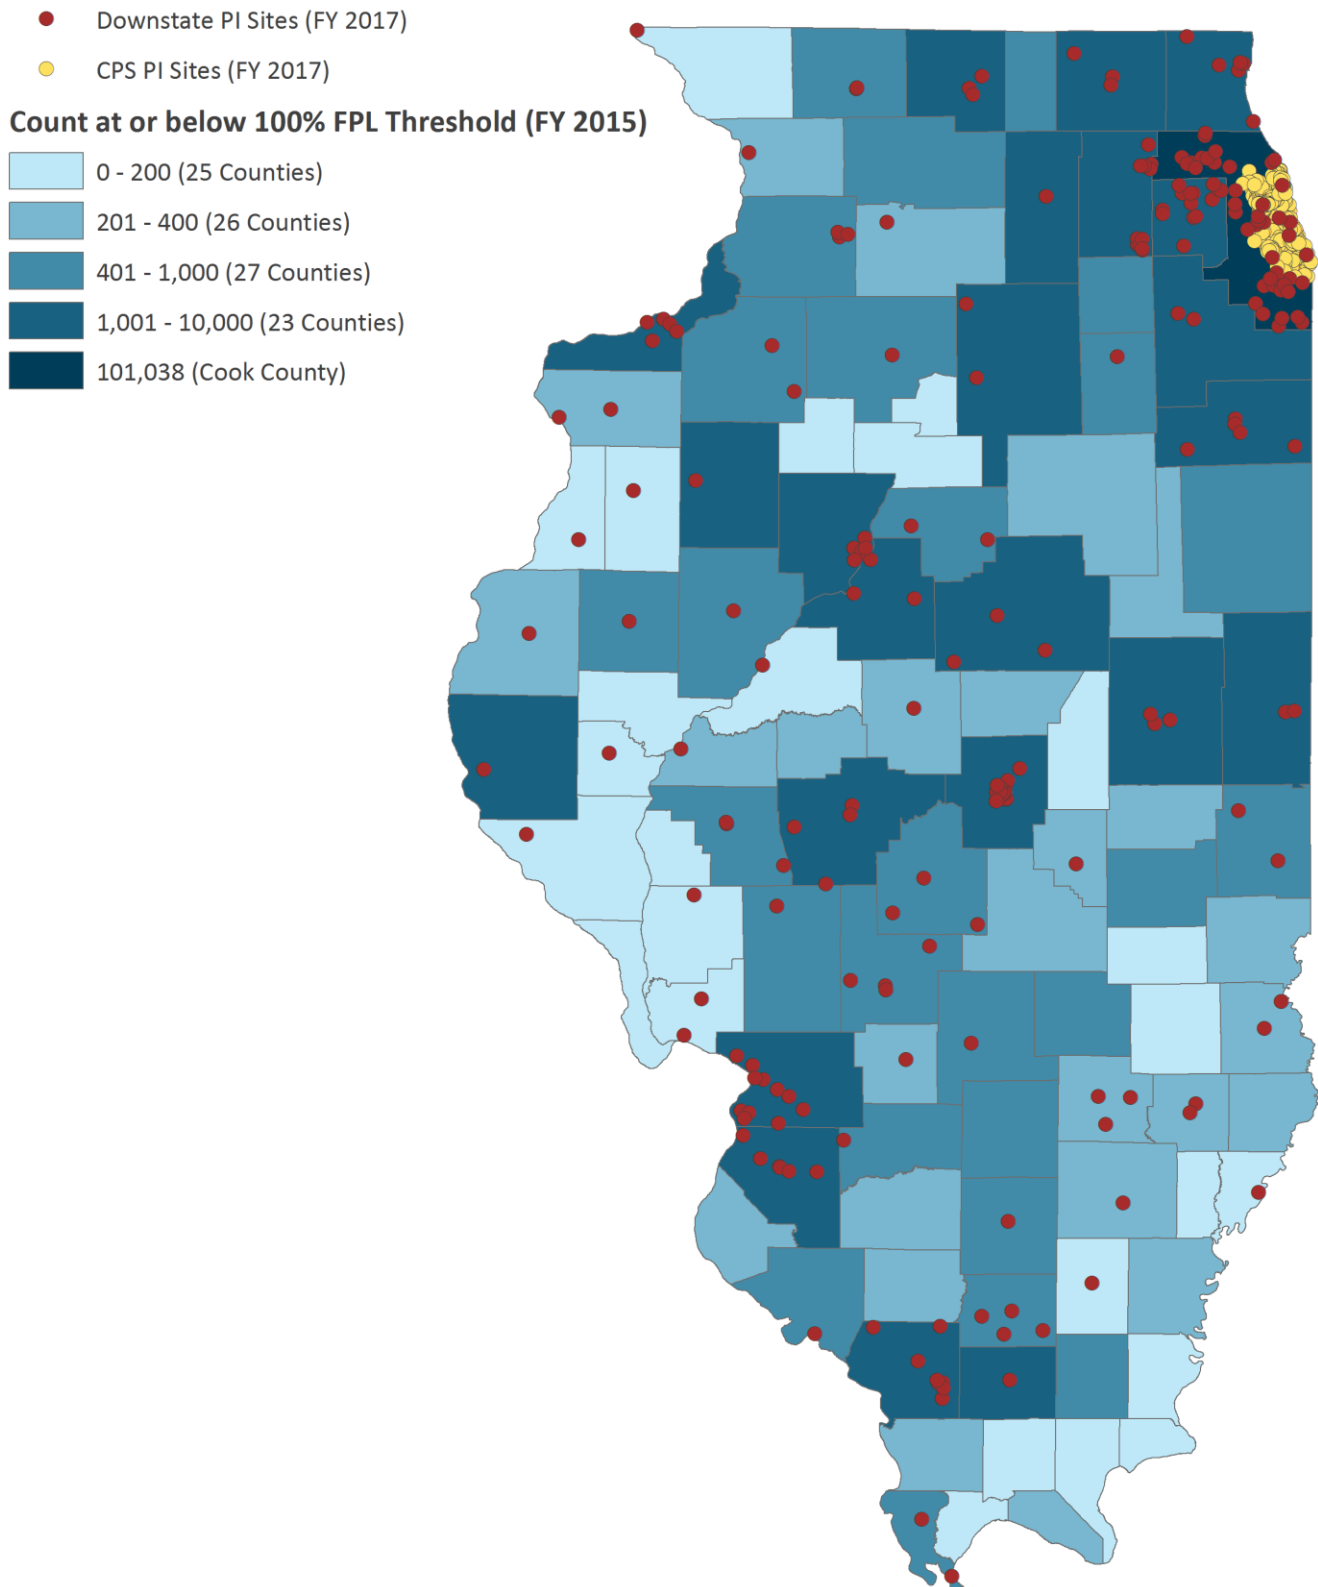 Downstate PI Sites (FY 2017)
CPS PI Sites (FY 2017)
Count at or below 100% FPL Threshold (FY 2015)
0 - 200 (25 Counties)
201 - 400 (26 Counties)
401 - 1,000 (27 Counties)
1,001 - 10,000 (23 Counties)
101,038 (Cook County)